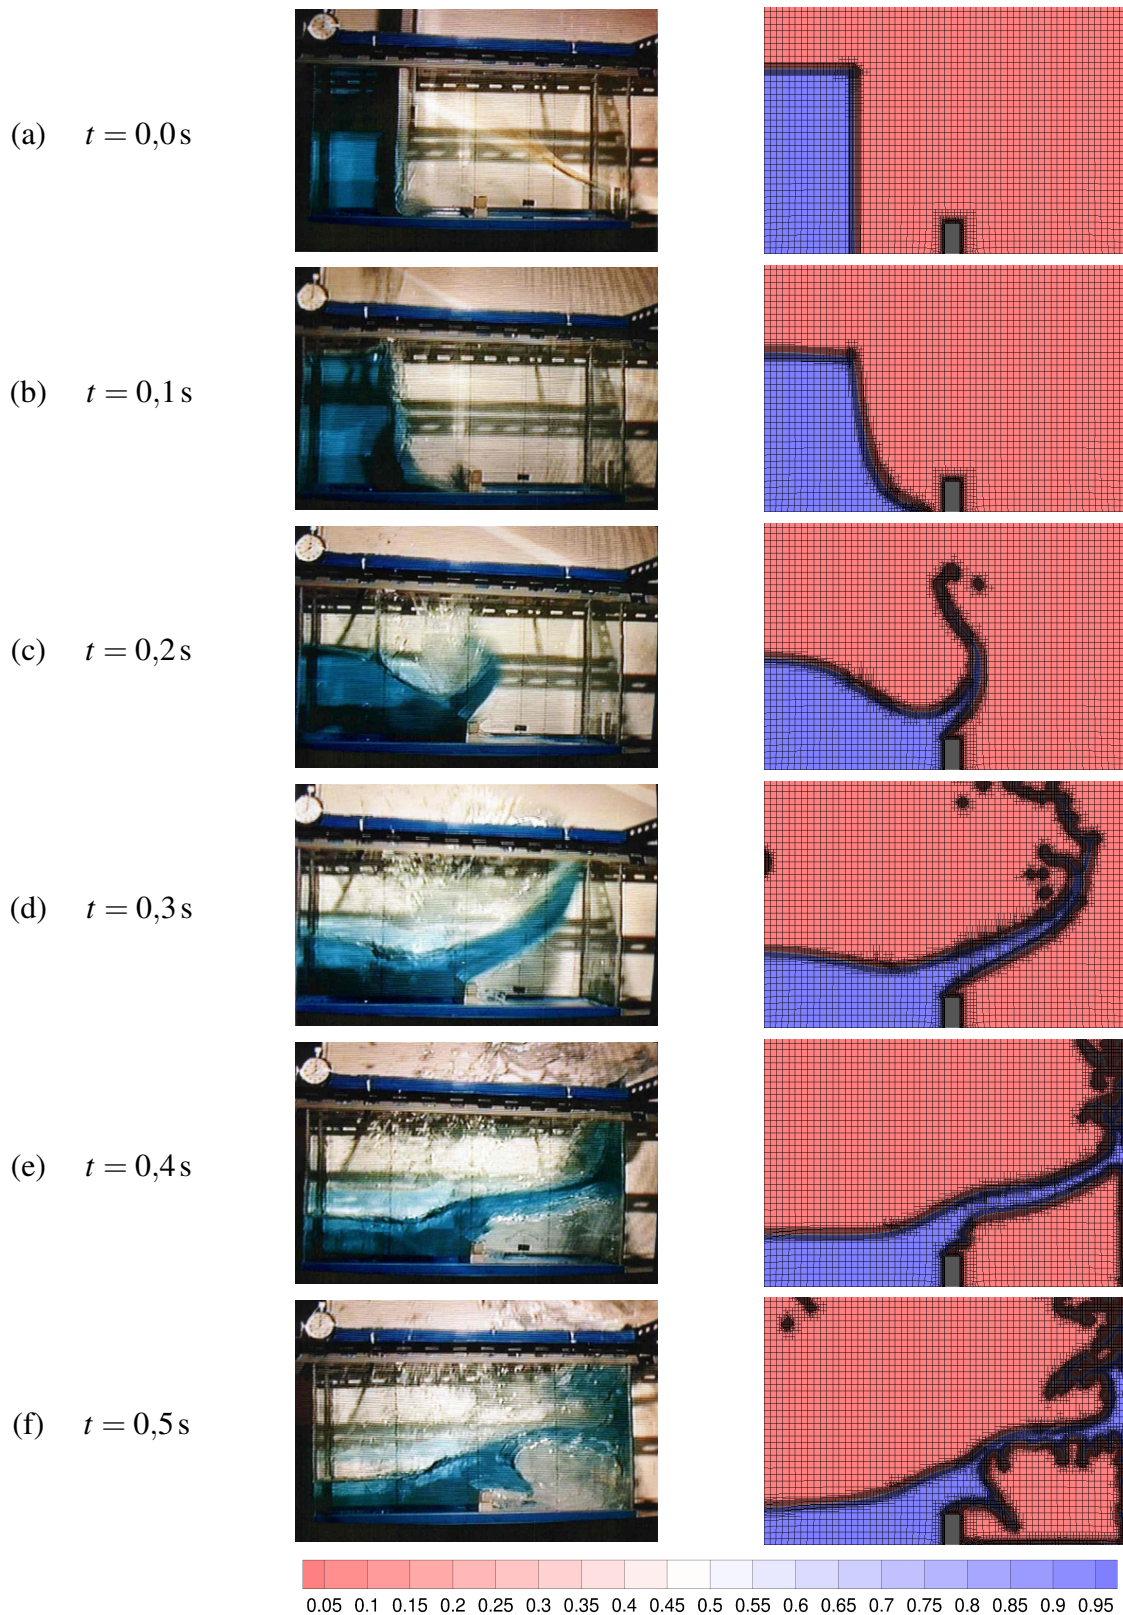 (a) t = 0,0 s
(b) t = 0,1 s
(c) t = 0,2 s
(d) t = 0,3 s
(e) t = 0,4 s
(f) t = 0,5 s
0.05 0.1 0.15 0.2 0.25 0.3 0.35 0.4 0.45 0.5 0.55 0.6 0.65 0.7 0.75 0.8 0.85 0.9 0.95